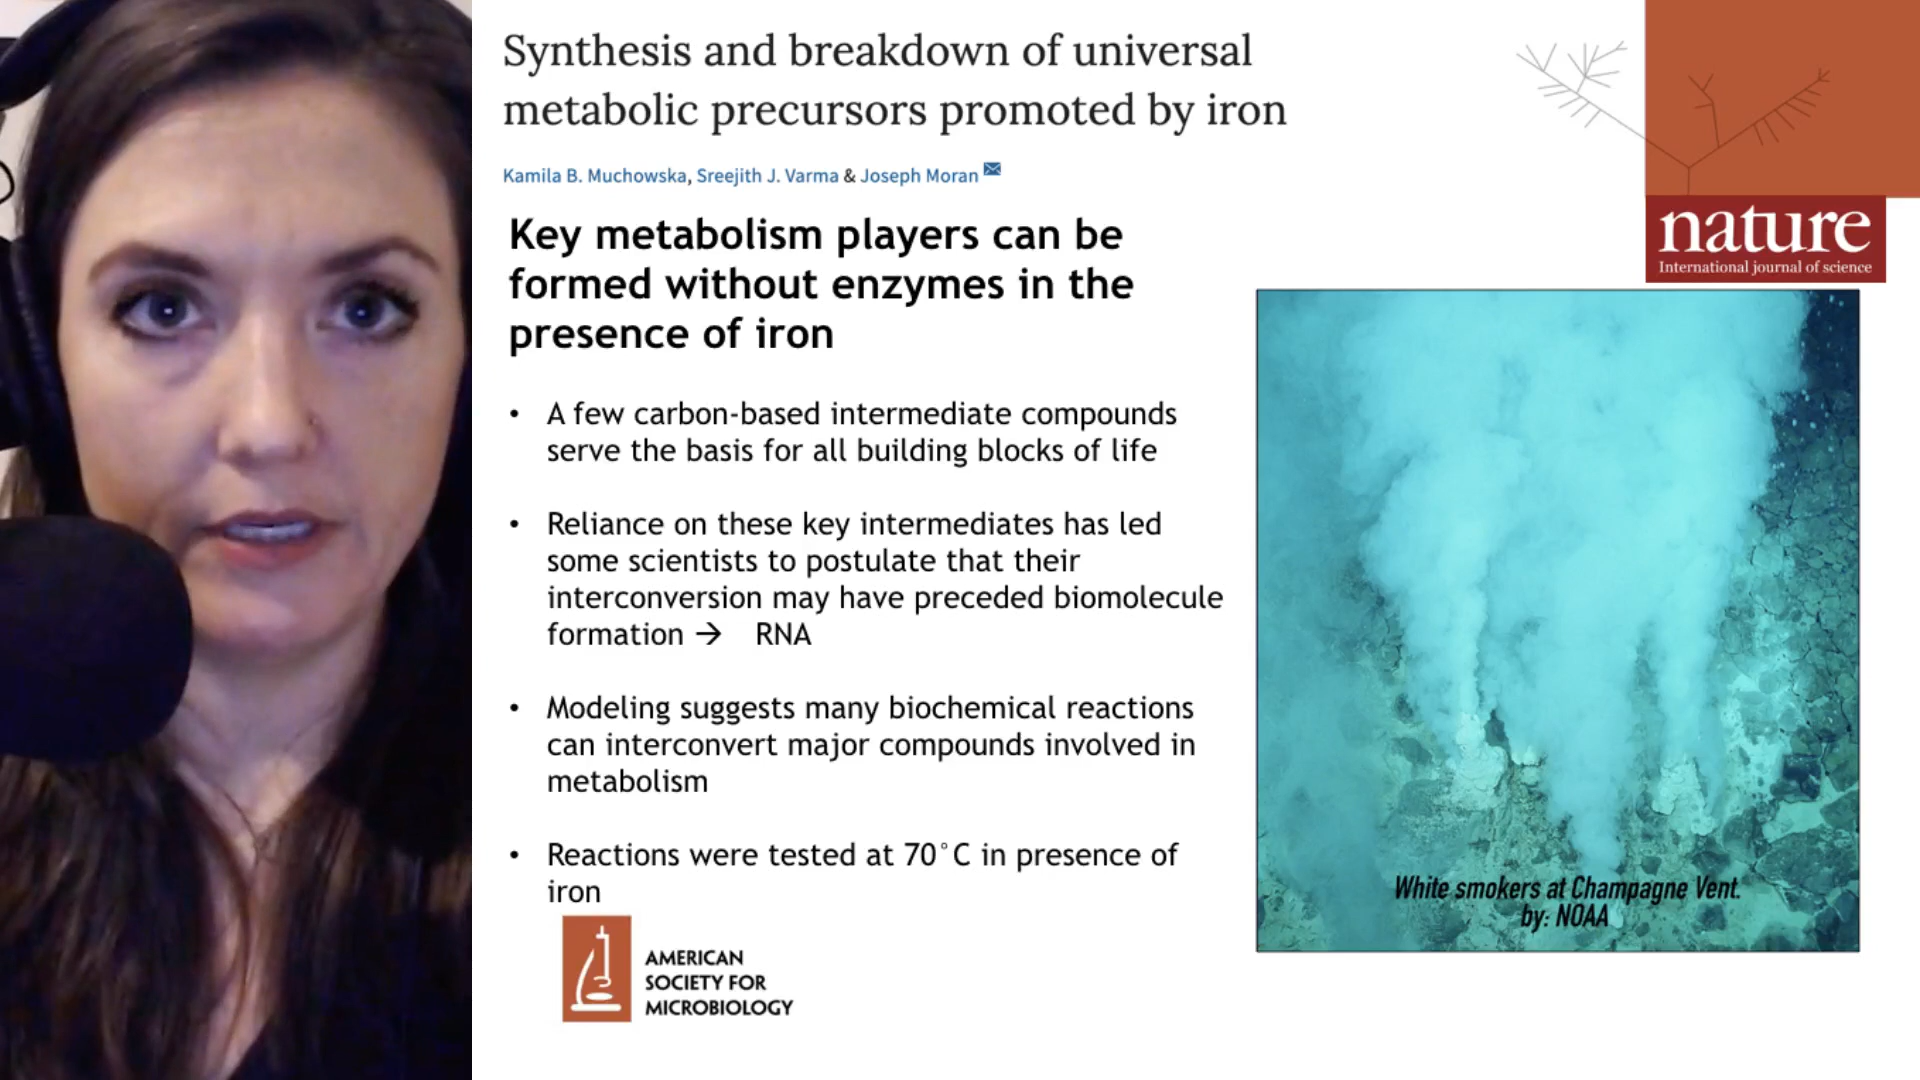 Synthesis and breakdown of universal
metabolic precursors promoted by iron
Kamila B. Muchowska, Sreejith J. Varma & Joseph Moran
nature
International journal of science
Key metabolism players can be
formed without enzymes in the
presence of iron
• A few carbon-based intermediate compounds
serve the basis for all building blocks of life
• Reliance on these key intermediates has led
some scientists to postulate that their
interconversion may have preceded biomolecule
formation → RNA
• Modeling suggests many biochemical reactions
can interconvert major compounds involved in
metabolism
• Reactions were tested at 70°C in presence of
iron
White smokers at Champagne Vent.
by: NOAA
AMERICAN
SOCIETY FOR
MICROBIOLOGY